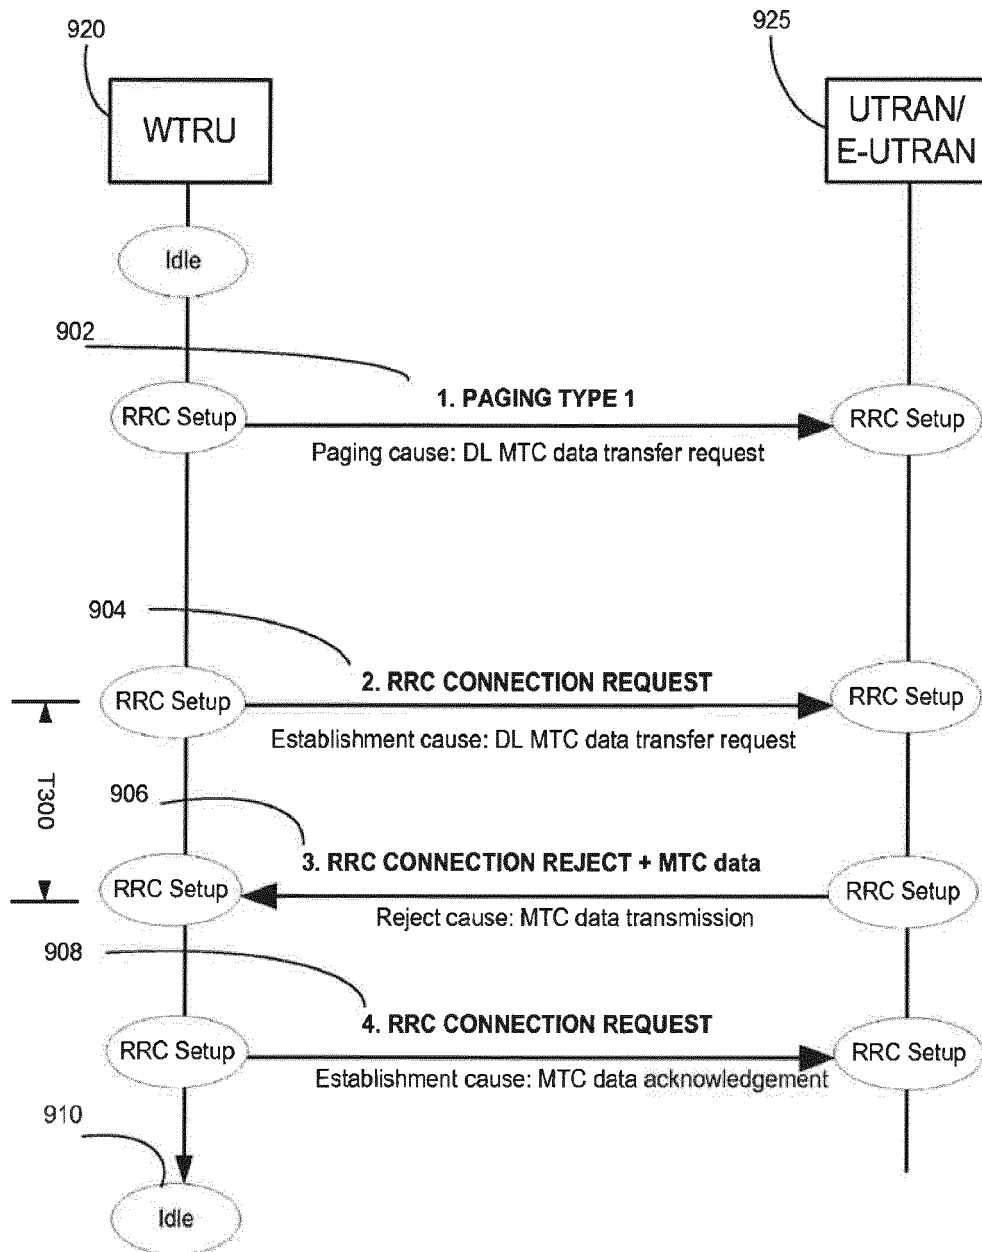 920
925
WTRU
UTRAN/
E-UTRAN
Idle
902
1. PAGING TYPE 1
RRC Setup
RRC Setup
Paging cause: DL MTC data transfer request
904
2. RRC CONNECTION REQUEST
RRC Setup
RRC Setup
Establishment cause: DL MTC data transfer request
T300
906
3. RRC CONNECTION REJECT + MTC data
RRC Setup
RRC Setup
Reject cause: MTC data transmission
908
4. RRC CONNECTION REQUEST
RRC Setup
RRC Setup
Establishment cause: MTC data acknowledgement
910
Idle